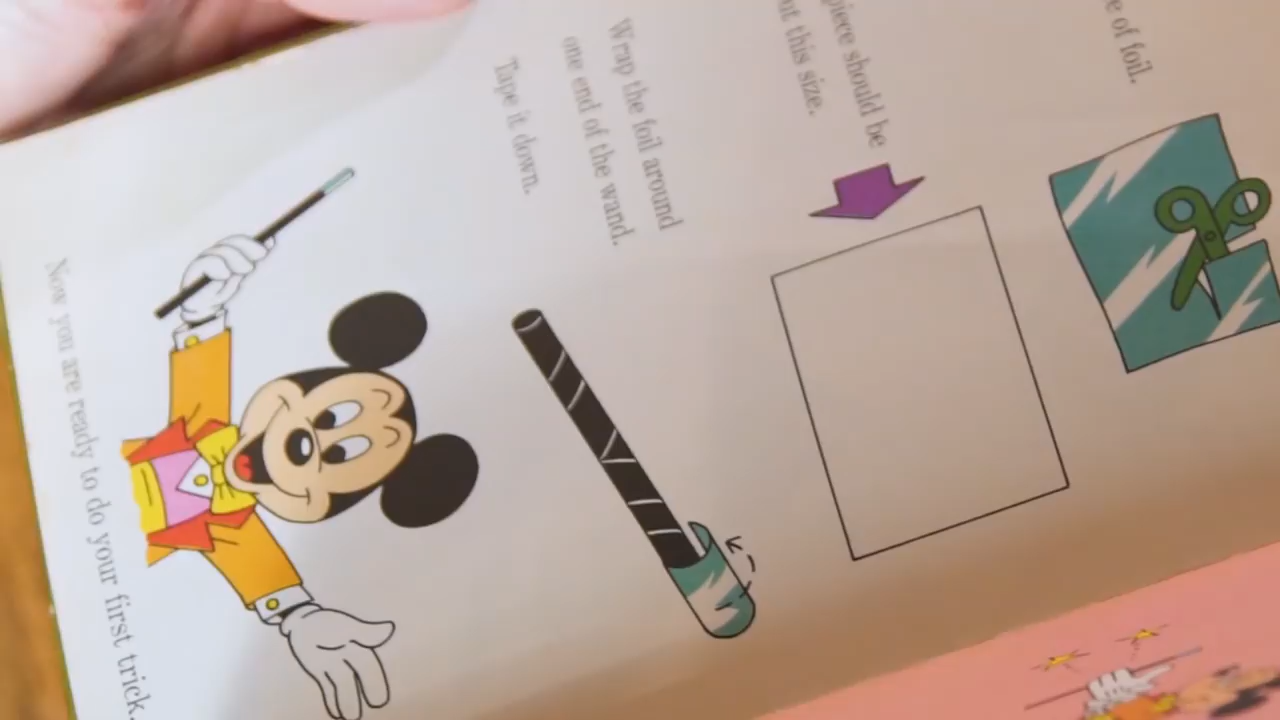 e of foil.
piece should be
ut this size.
Wrap the foil around
one end of the wand.
Tape it down.
Now you are ready to do your first trick.